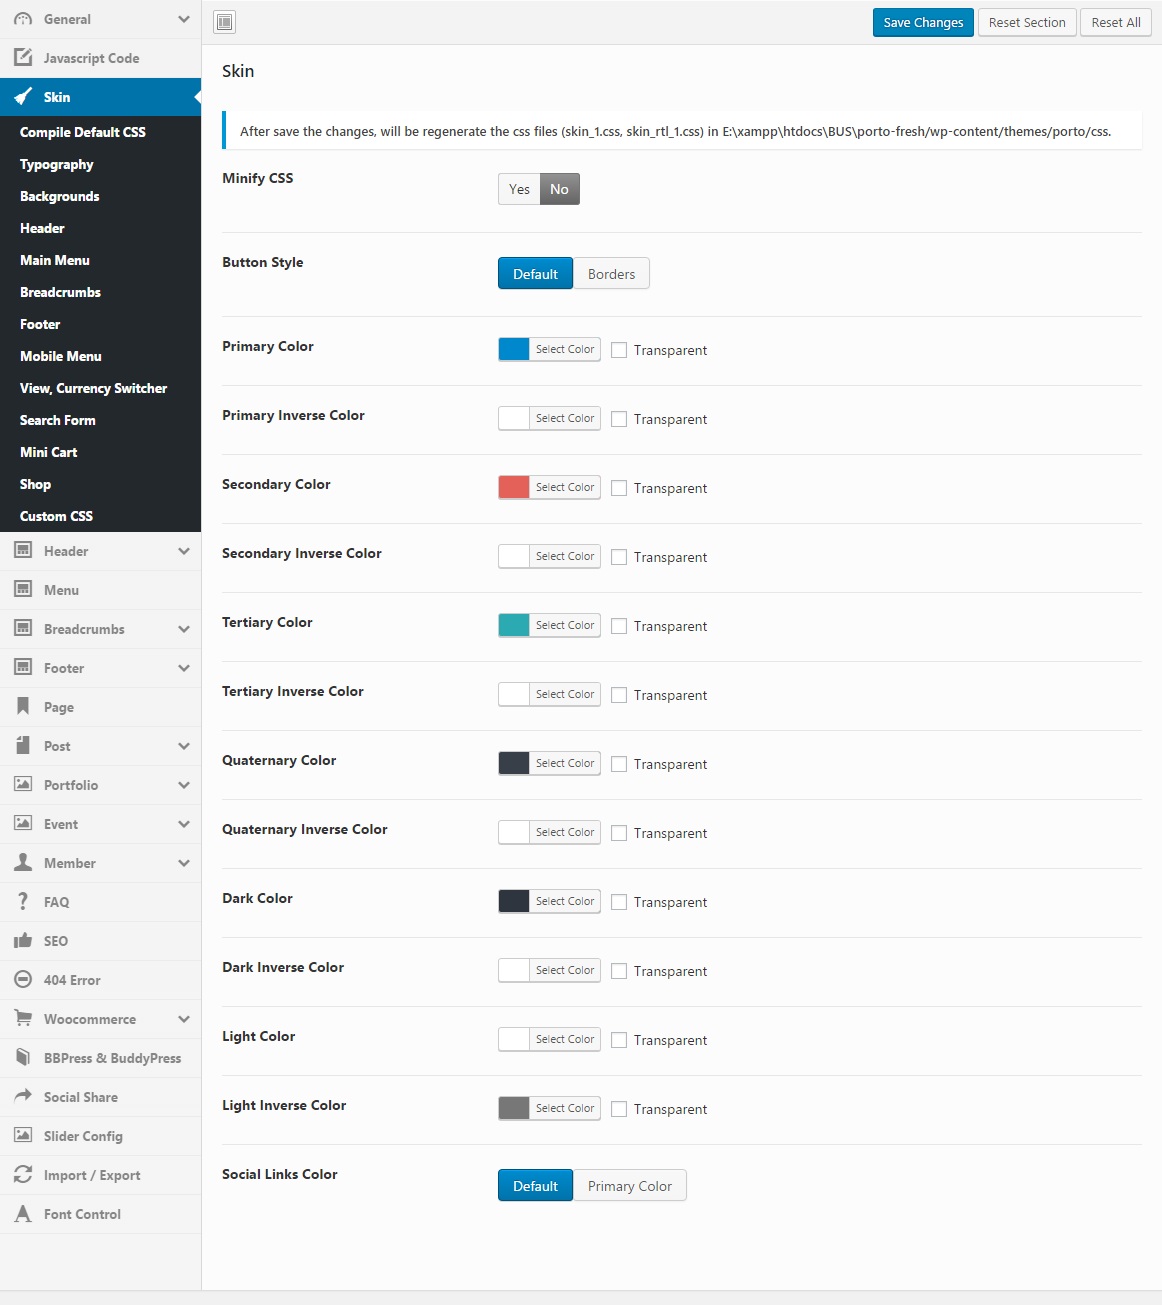 General
Javascript Code
Skin
Compile Default CSS
Typography
Backgrounds
Header
Main Menu
Breadcrumbs
Footer
Mobile Menu
View, Currency Switcher
Search Form
Mini Cart
Shop
Custom CSS
Header
Menu
Breadcrumbs
Footer
Page
Post
Portfolio
Event
Member
FAQ
SEO
404 Error
Woocommerce
BBPress & BuddyPress
Social Share
Slider Config
Import / Export
Font Control
Save Changes Reset Section Reset All
Skin
After save the changes, will be regenerate the css files (skin_1.css, skin_rtl_1.css) in E:\xampp\htdocs\BUS\porto-fresh/wp-content/themes/porto/css.
Minify CSS Yes No
Button Style Default Borders
Primary Color Select Color Transparent
Primary Inverse Color Select Color Transparent
Secondary Color Select Color Transparent
Secondary Inverse Color Select Color Transparent
Tertiary Color Select Color Transparent
Tertiary Inverse Color Select Color Transparent
Quaternary Color Select Color Transparent
Quaternary Inverse Color Select Color Transparent
Dark Color Select Color Transparent
Dark Inverse Color Select Color Transparent
Light Color Select Color Transparent
Light Inverse Color Select Color Transparent
Social Links Color Default Primary Color